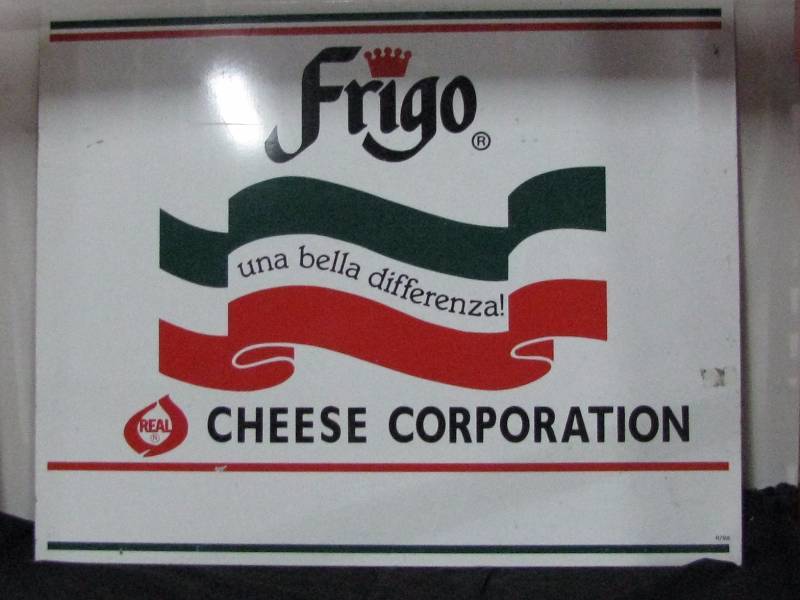 Frigo®
una bella differenza!
REAL®
CHEESE CORPORATION